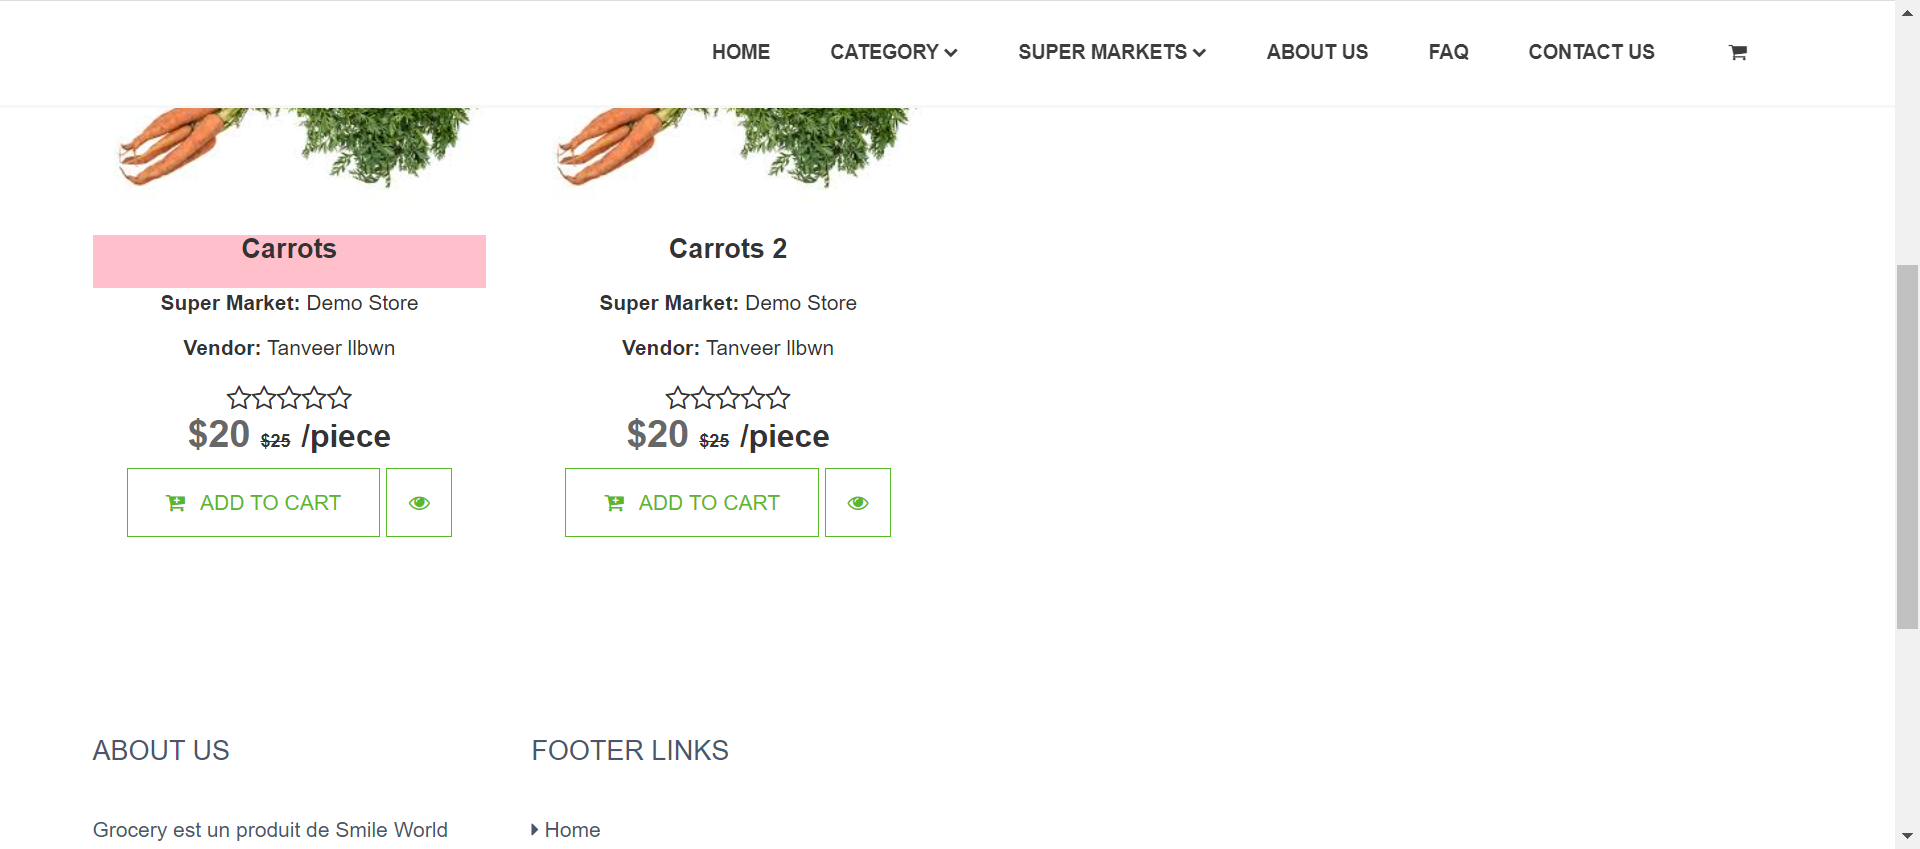 HOME CATEGORY SUPER MARKETS ABOUT US FAQ CONTACT US
Carrots
Super Market: Demo Store
Vendor: Tanveer llbwn
$20 $25 /piece
ADD TO CART
Carrots 2
Super Market: Demo Store
Vendor: Tanveer llbwn
$20 $25 /piece
ADD TO CART
ABOUT US
Grocery est un produit de Smile World
FOOTER LINKS
Home